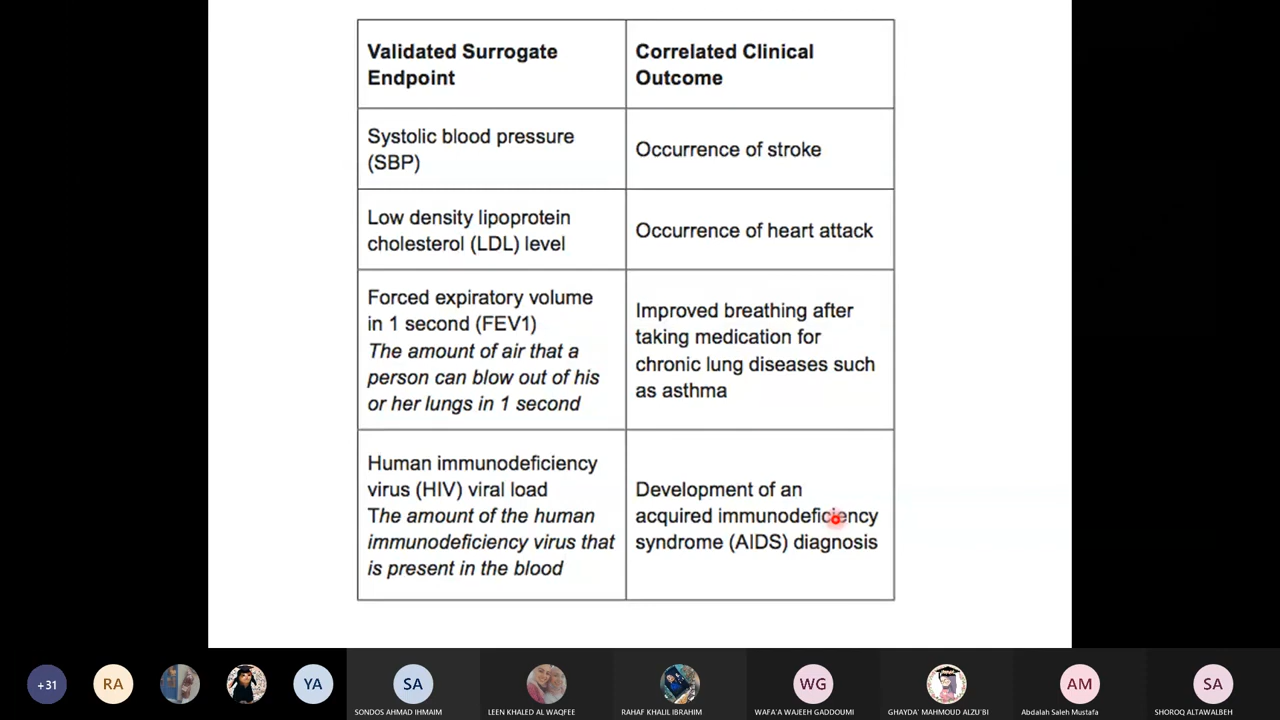 Validated Surrogate
Endpoint
Correlated Clinical
Outcome
Systolic blood pressure
(SBP)
Occurrence of stroke
Low density lipoprotein
cholesterol (LDL) level
Occurrence of heart attack
Forced expiratory volume
in 1 second (FEV1)
The amount of air that a
person can blow out of his
or her lungs in 1 second
Improved breathing after
taking medication for
chronic lung diseases such
as asthma
Human immunodeficiency
virus (HIV) viral load
The amount of the human
immunodeficiency virus that
is present in the blood
Development of an
acquired immunodeficiency
syndrome (AIDS) diagnosis
+31
RA
YA
SA
WG
AM
SA
SONDOS AHMAD IHMAIM
LEEN KHALED AL WAQFEE
RAHAF KHALIL IBRAHIM
WAFA'A WAJEEH GADDOUMI
GHAYDA' MAHMOUD ALZU'BI
Abdalah Saleh Mustafa
SHOROQ ALTAWALBEH